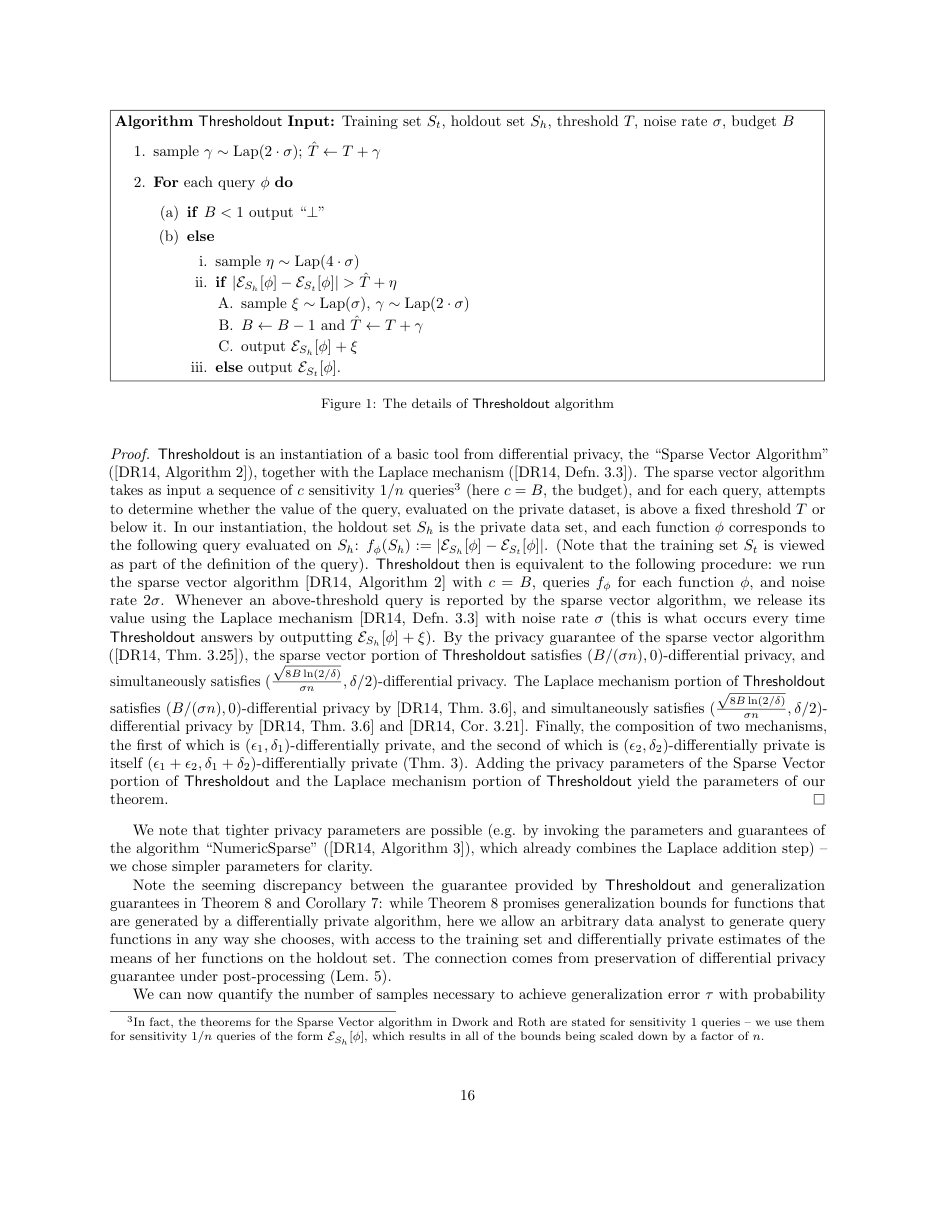 Algorithm Thresholdout Input: Training set Sₜ, holdout set Sₕ, threshold T, noise rate σ, budget B
1. sample γ ∼ Lap(2 · σ); T̂ ← T + γ
2. For each query ϕ do
(a) if B < 1 output “⊥”
(b) else
i. sample η ∼ Lap(4 · σ)
ii. if |ℰ_{Sₕ}[ϕ] − ℰ_{Sₜ}[ϕ]| > T̂ + η
A. sample ξ ∼ Lap(σ), γ ∼ Lap(2 · σ)
B. B ← B − 1 and T̂ ← T + γ
C. output ℰ_{Sₕ}[ϕ] + ξ
iii. else output ℰ_{Sₜ}[ϕ].
Figure 1: The details of Thresholdout algorithm
Proof. Thresholdout is an instantiation of a basic tool from differential privacy, the “Sparse Vector Algorithm”
([DR14, Algorithm 2]), together with the Laplace mechanism ([DR14, Defn. 3.3]). The sparse vector algorithm
takes as input a sequence of c sensitivity 1/n queries³ (here c = B, the budget), and for each query, attempts
to determine whether the value of the query, evaluated on the private dataset, is above a fixed threshold T or
below it. In our instantiation, the holdout set Sₕ is the private data set, and each function ϕ corresponds to
the following query evaluated on Sₕ: f_ϕ(Sₕ) := |ℰ_{Sₕ}[ϕ] − ℰ_{Sₜ}[ϕ]|. (Note that the training set Sₜ is viewed
as part of the definition of the query). Thresholdout then is equivalent to the following procedure: we run
the sparse vector algorithm [DR14, Algorithm 2] with c = B, queries f_ϕ for each function ϕ, and noise
rate 2σ. Whenever an above-threshold query is reported by the sparse vector algorithm, we release its
value using the Laplace mechanism [DR14, Defn. 3.3] with noise rate σ (this is what occurs every time
Thresholdout answers by outputting ℰ_{Sₕ}[ϕ] + ξ). By the privacy guarantee of the sparse vector algorithm
([DR14, Thm. 3.25]), the sparse vector portion of Thresholdout satisfies (B/(σn), 0)-differential privacy, and
simultaneously satisfies (√(8B ln(2/δ))/(σn), δ/2)-differential privacy. The Laplace mechanism portion of Thresholdout
satisfies (B/(σn), 0)-differential privacy by [DR14, Thm. 3.6], and simultaneously satisfies (√(8B ln(2/δ))/(σn), δ/2)-
differential privacy by [DR14, Thm. 3.6] and [DR14, Cor. 3.21]. Finally, the composition of two mechanisms,
the first of which is (ϵ₁, δ₁)-differentially private, and the second of which is (ϵ₂, δ₂)-differentially private is
itself (ϵ₁ + ϵ₂, δ₁ + δ₂)-differentially private (Thm. 3). Adding the privacy parameters of the Sparse Vector
portion of Thresholdout and the Laplace mechanism portion of Thresholdout yield the parameters of our
theorem. □
We note that tighter privacy parameters are possible (e.g. by invoking the parameters and guarantees of
the algorithm “NumericSparse” ([DR14, Algorithm 3]), which already combines the Laplace addition step) –
we chose simpler parameters for clarity.
Note the seeming discrepancy between the guarantee provided by Thresholdout and generalization
guarantees in Theorem 8 and Corollary 7: while Theorem 8 promises generalization bounds for functions that
are generated by a differentially private algorithm, here we allow an arbitrary data analyst to generate query
functions in any way she chooses, with access to the training set and differentially private estimates of the
means of her functions on the holdout set. The connection comes from preservation of differential privacy
guarantee under post-processing (Lem. 5).
We can now quantify the number of samples necessary to achieve generalization error τ with probability
³In fact, the theorems for the Sparse Vector algorithm in Dwork and Roth are stated for sensitivity 1 queries – we use them
for sensitivity 1/n queries of the form ℰ_{Sₕ}[ϕ], which results in all of the bounds being scaled down by a factor of n.
16